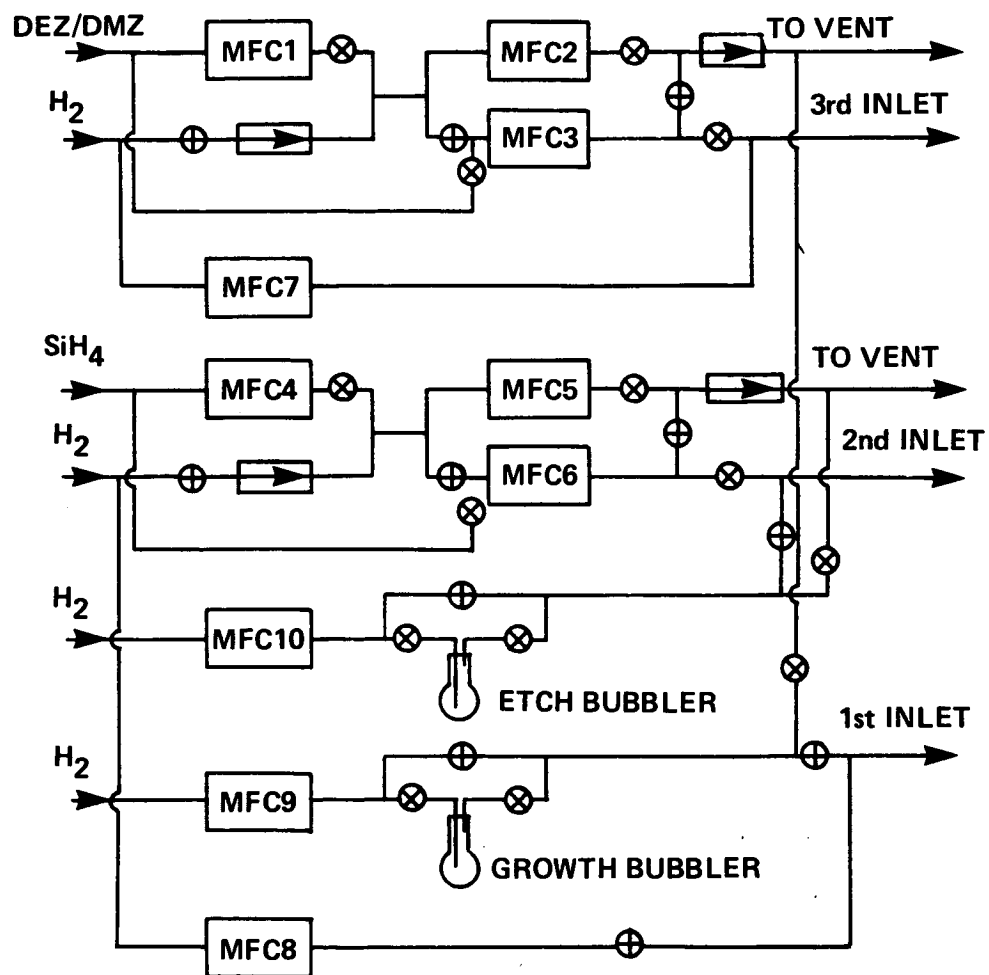 DEZ/DMZ
MFC1
MFC2
TO VENT
H2
MFC3
3rd INLET
MFC7
SiH4
MFC4
MFC5
TO VENT
H2
MFC6
2nd INLET
H2
MFC10
ETCH BUBBLER
1st INLET
H2
MFC9
GROWTH BUBBLER
MFC8